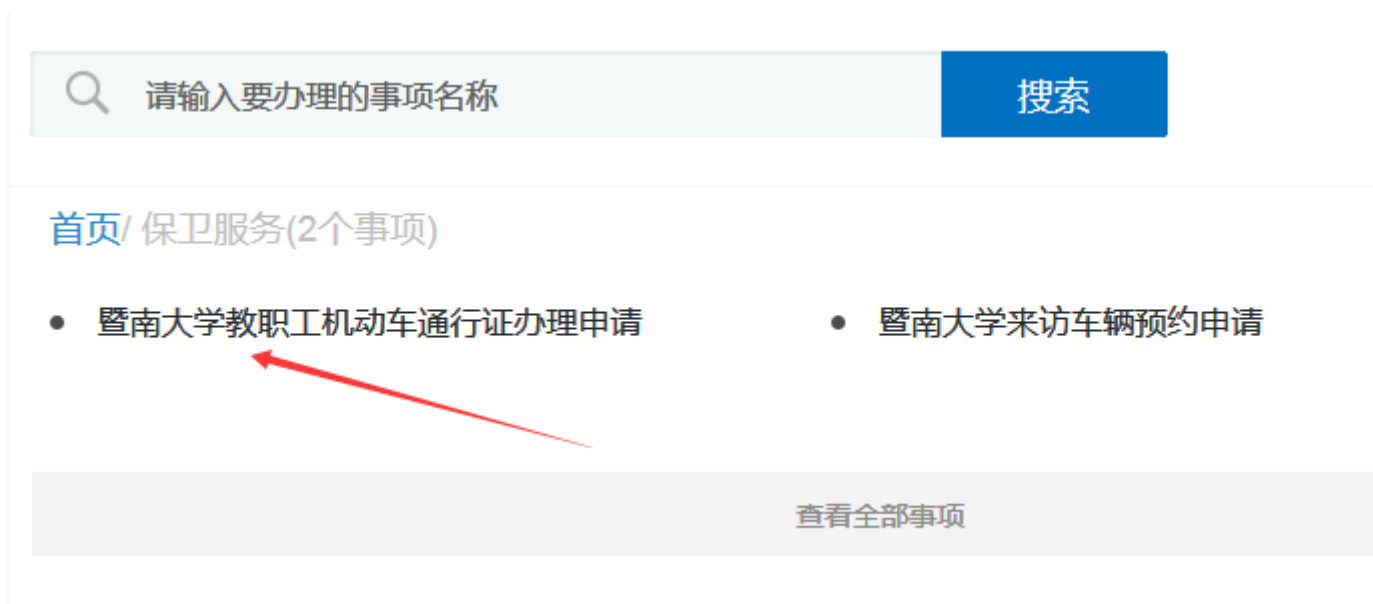 请输入要办理的事项名称 搜索
首页/ 保卫服务(2个事项)
• 暨南大学教职工机动车通行证办理申请 • 暨南大学来访车辆预约申请
查看全部事项